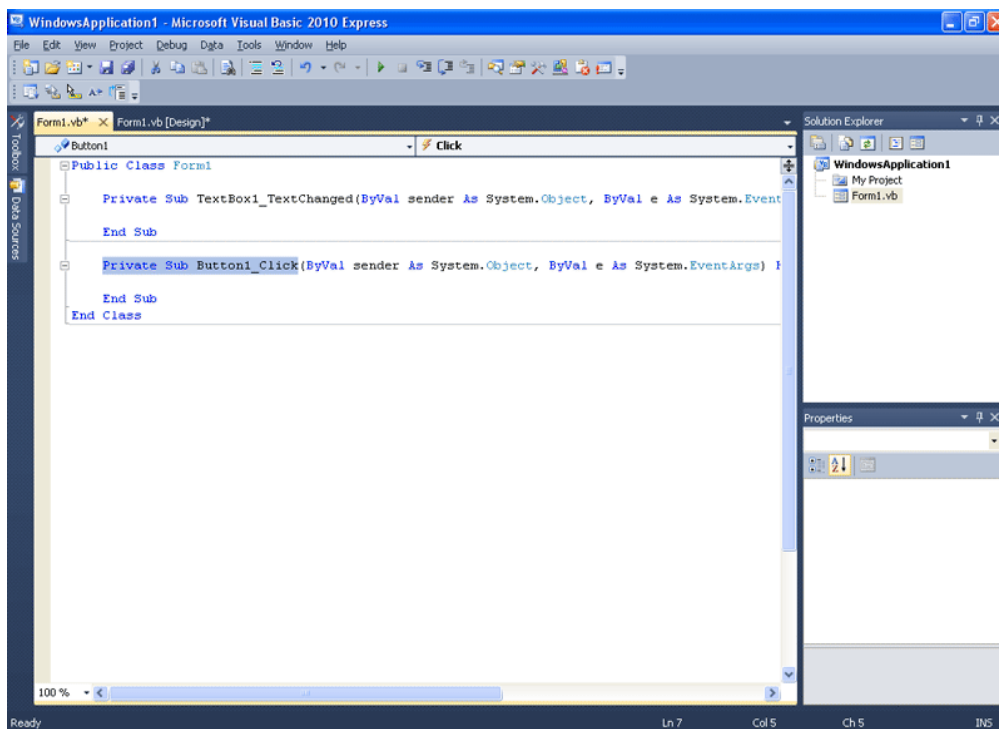 WindowsApplication1 - Microsoft Visual Basic 2010 Express
File Edit View Project Debug Data Tools Window Help
Form1.vb* Form1.vb [Design]*
Button1 Click
Public Class Form1
Private Sub TextBox1_TextChanged(ByVal sender As System.Object, ByVal e As System.Event
End Sub
Private Sub Button1_Click(ByVal sender As System.Object, ByVal e As System.EventArgs) H
End Sub
End Class
100 %
Toolbox
Data Sources
Solution Explorer
WindowsApplication1
My Project
Form1.vb
Properties
Ready Ln 7 Col 5 Ch 5 INS